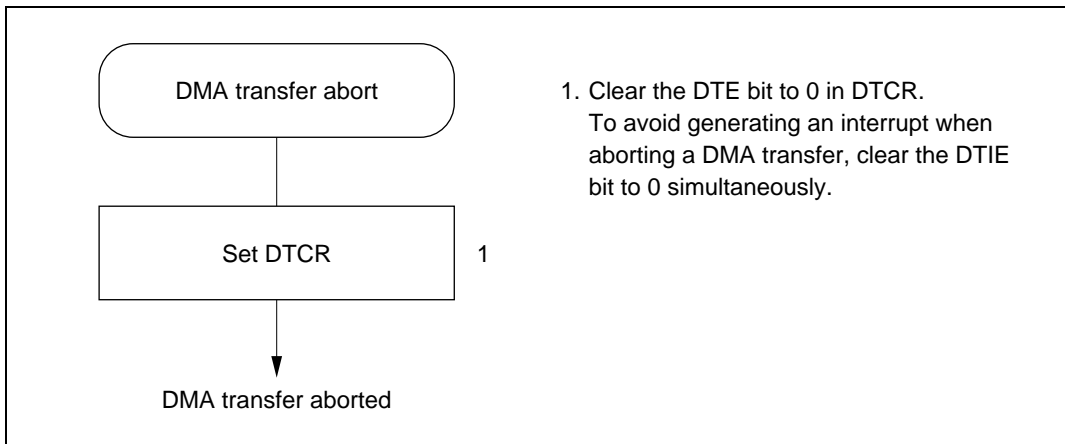 DMA transfer abort
Set DTCR
1
DMA transfer aborted
1. Clear the DTE bit to 0 in DTCR.
To avoid generating an interrupt when
aborting a DMA transfer, clear the DTIE
bit to 0 simultaneously.